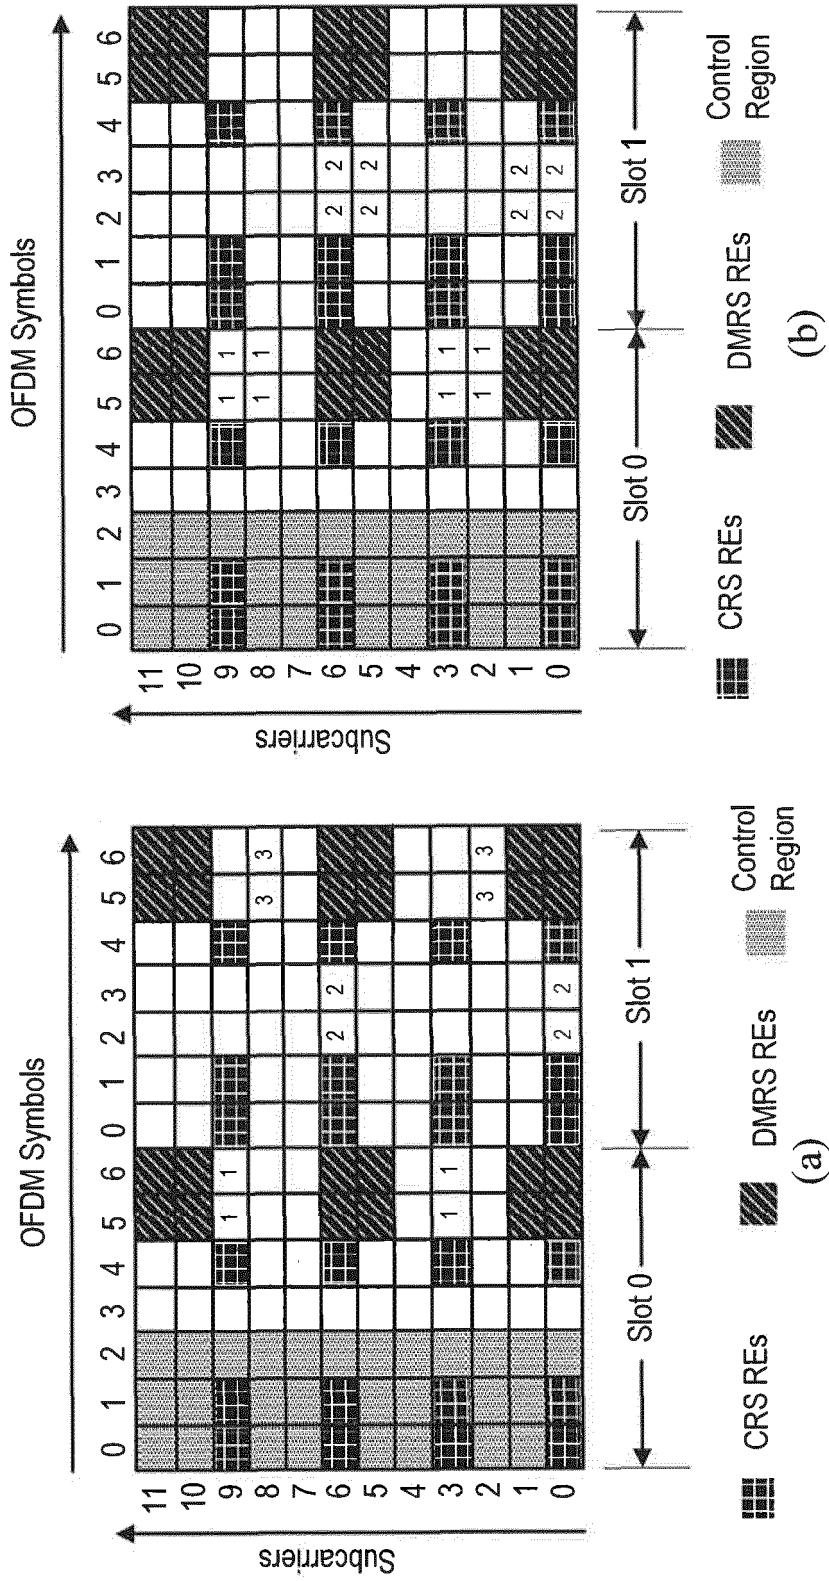 OFDM Symbols
0 1 2 3 4 5 6 0 1 2 3 4 5 6
11
10
9 1 1
8 3 3
7
6 2 2
5
4
3 1 1
2 3 3
1
0 2 2
Subcarriers
Slot 0 Slot 1
CRS REs DMRS REs Control
Region
(a)
OFDM Symbols
0 1 2 3 4 5 6 0 1 2 3 4 5 6
11
10
9 1 1
8 1 1
7
6 2 2
5 2 2
4
3 1 1
2 1 1
1 2 2
0 2 2
Subcarriers
Slot 0 Slot 1
CRS REs DMRS REs Control
Region
(b)